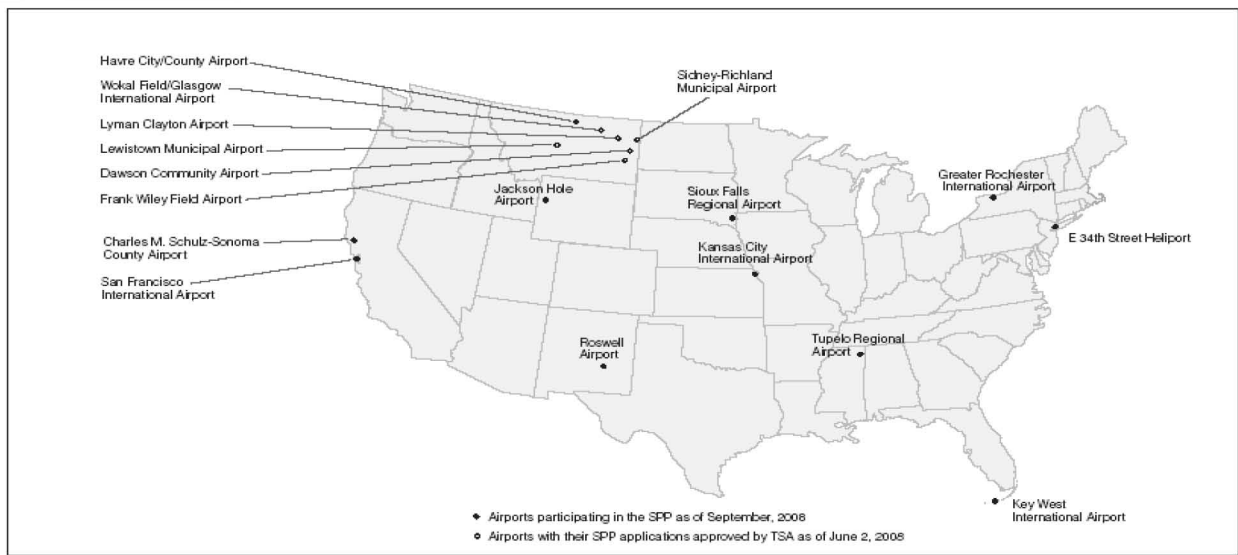 Havre City/County Airport
Wokal Field/Glasgow
International Airport
Lyman Clayton Airport
Lewistown Municipal Airport
Dawson Community Airport
Frank Wiley Field Airport
Sidney-Richland
Municipal Airport
Jackson Hole
Airport
Sioux Falls
Regional Airport
Greater Rochester
International Airport
E 34th Street Heliport
Charles M. Schulz-Sonoma
County Airport
Kansas City
International Airport
San Francisco
International Airport
Roswell
Airport
Tupelo Regional
Airport
Key West
International Airport
Airports participating in the SPP as of September, 2008
Airports with their SPP applications approved by TSA as of June 2, 2008